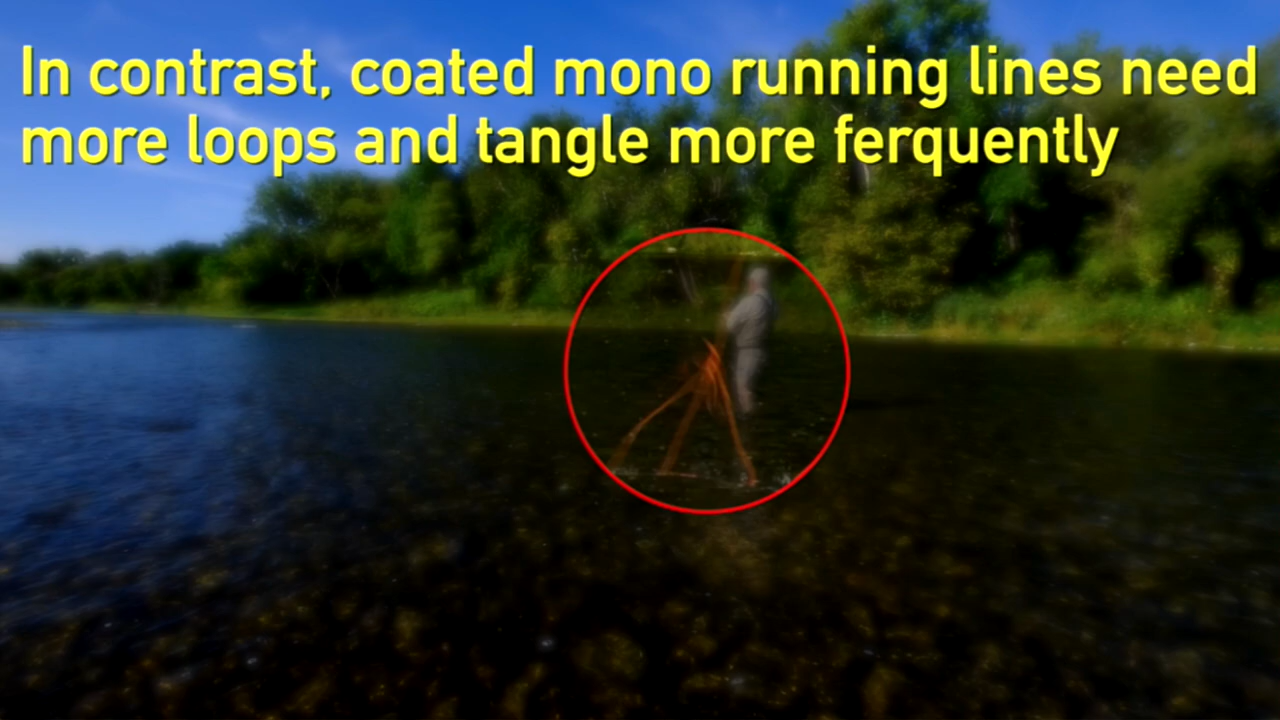 In contrast, coated mono running lines need
more loops and tangle more ferquently